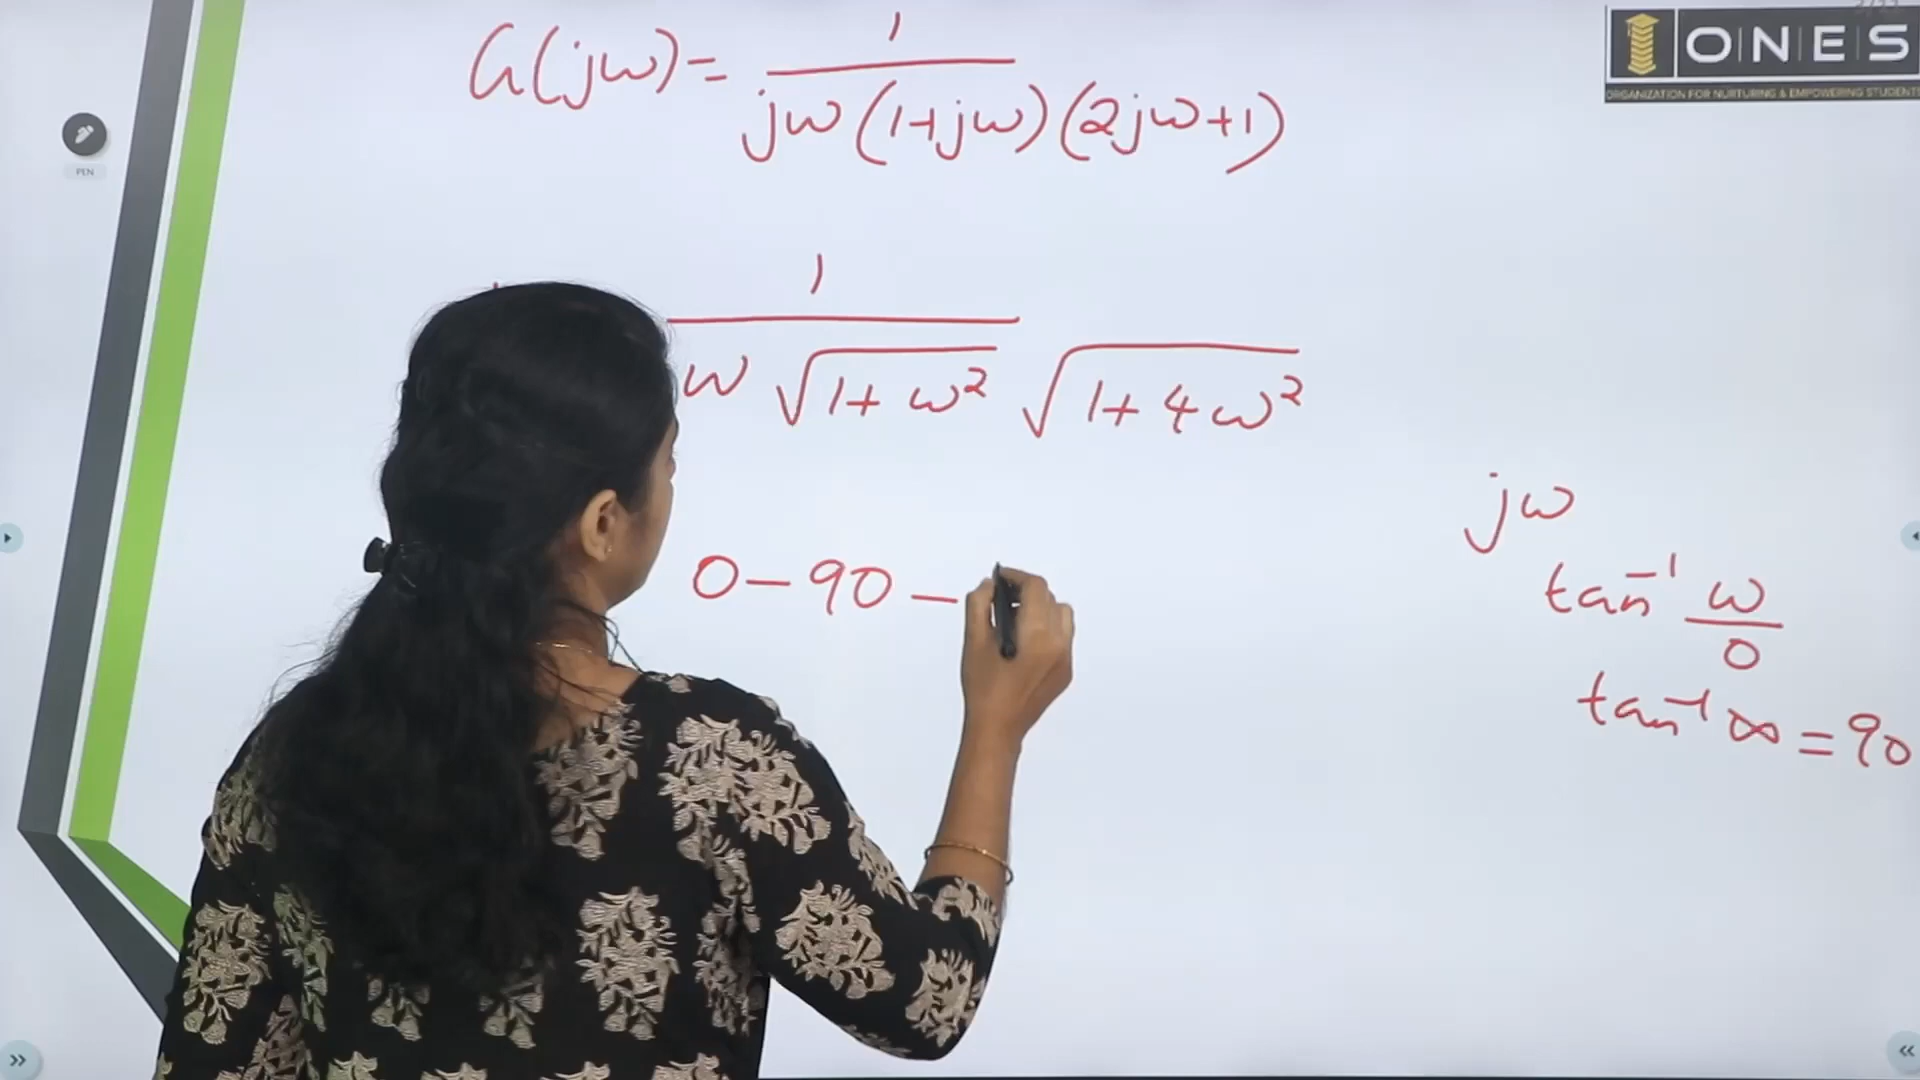 G(jω) = 1 / jω (1+jω) (2jω+1)
ONES
ORGANIZATION FOR NURTURING & EMPOWERING STUDENTS
PEN
1 / ω √1+ω² √1+4ω²
0 − 90 −
jω
tan⁻¹ ω/0
tan⁻¹ ∞ = 90